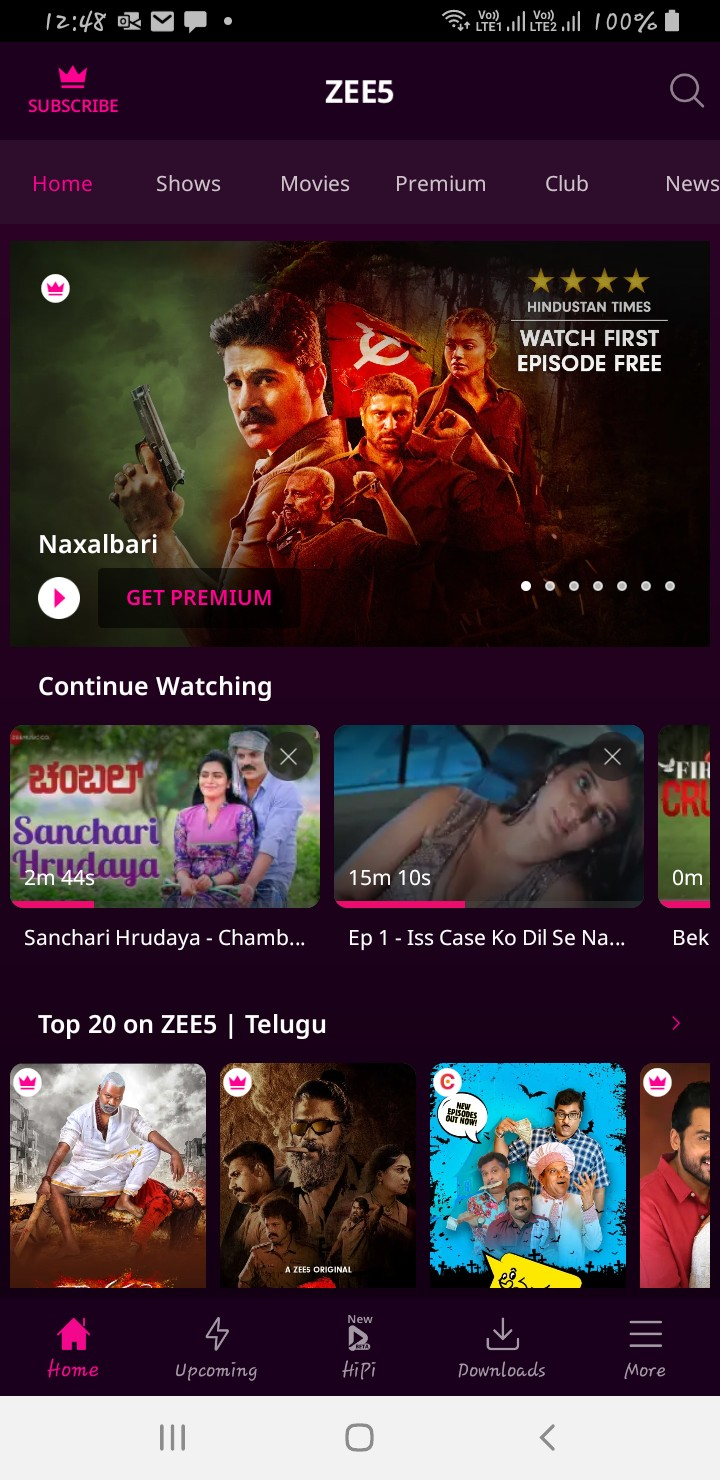 12:48
Vo)) LTE1
Vo)) LTE2
100%
SUBSCRIBE
ZEE5
Home
Shows
Movies
Premium
Club
News
HINDUSTAN TIMES
WATCH FIRST
EPISODE FREE
Naxalbari
GET PREMIUM
Continue Watching
ಚಂಬಲ್
Sanchari
Hrudaya
2m 44s
15m 10s
FIR
CRU
0m
Sanchari Hrudaya - Chamb...
Ep 1 - Iss Case Ko Dil Se Na...
Bek
Top 20 on ZEE5 | Telugu
NEW
EPISODES
OUT NOW!
A ZEE5 ORIGINAL
Home
Upcoming
New
BETA
HiPi
Downloads
More